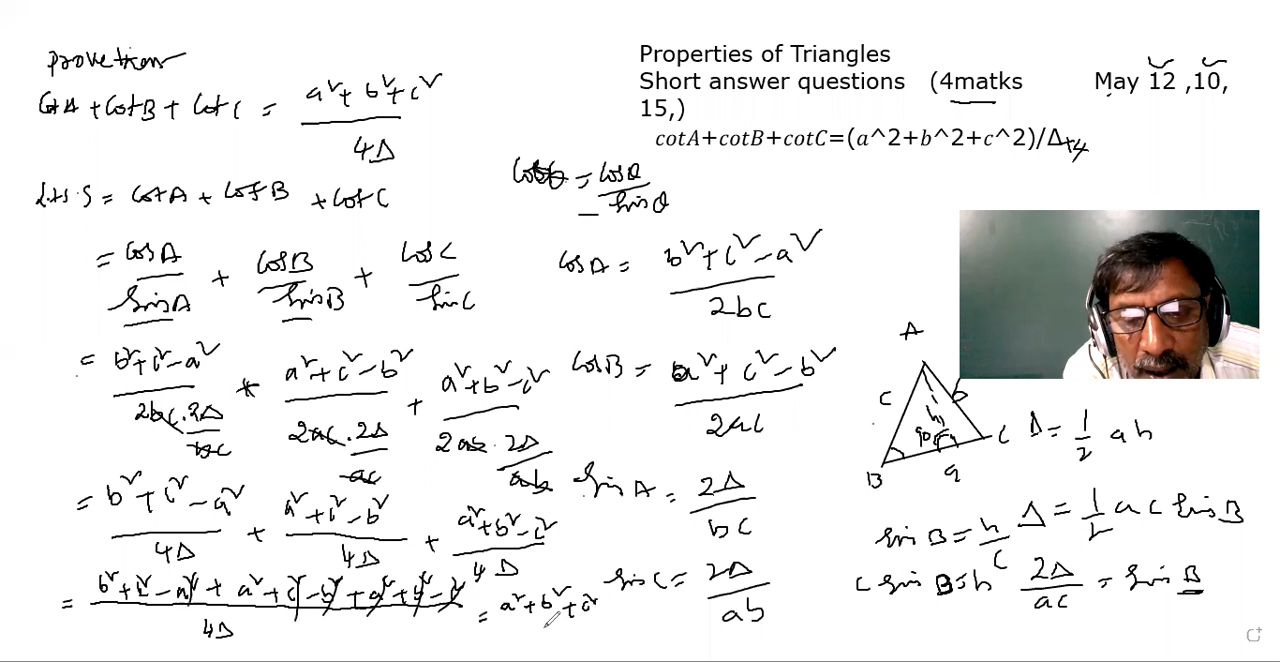 Prove that
cotA + cotB + cotC = a²+b²+c² / 4Δ
Properties of Triangles
Short answer questions (4matks May 12 ,10,
15,)
cotA+cotB+cotC=(a^2+b^2+c^2)/Δ×4
L.H.S = cotA + cotB + cotC
= cosθ / sinθ
= cosA / sinA + cosB / sinB + cosC / sinC
cosA = b²+c²-a² / 2bc
= b²+c²-a² / 2bc.2Δ/bc + a²+c²-b² / 2ac.2Δ/ac + a²+b²-c² / 2ab.2Δ/ab
cosB = a²+c²-b² / 2ac
= b²+c²-a² / 4Δ + a²+c²-b² / 4Δ + a²+b²-c² / 4Δ
sinA = 2Δ / bc
= b²+c²-a²+a²+c²-b²+a²+b²-c² / 4Δ = a²+b²+c²
sinC = 2Δ / ab
A
c
b
h
90°
B
a
C
Δ = 1/2 ah
sinB = h/c
Δ = 1/2 ac sinB
c sinB = h
2Δ / ac = sinB